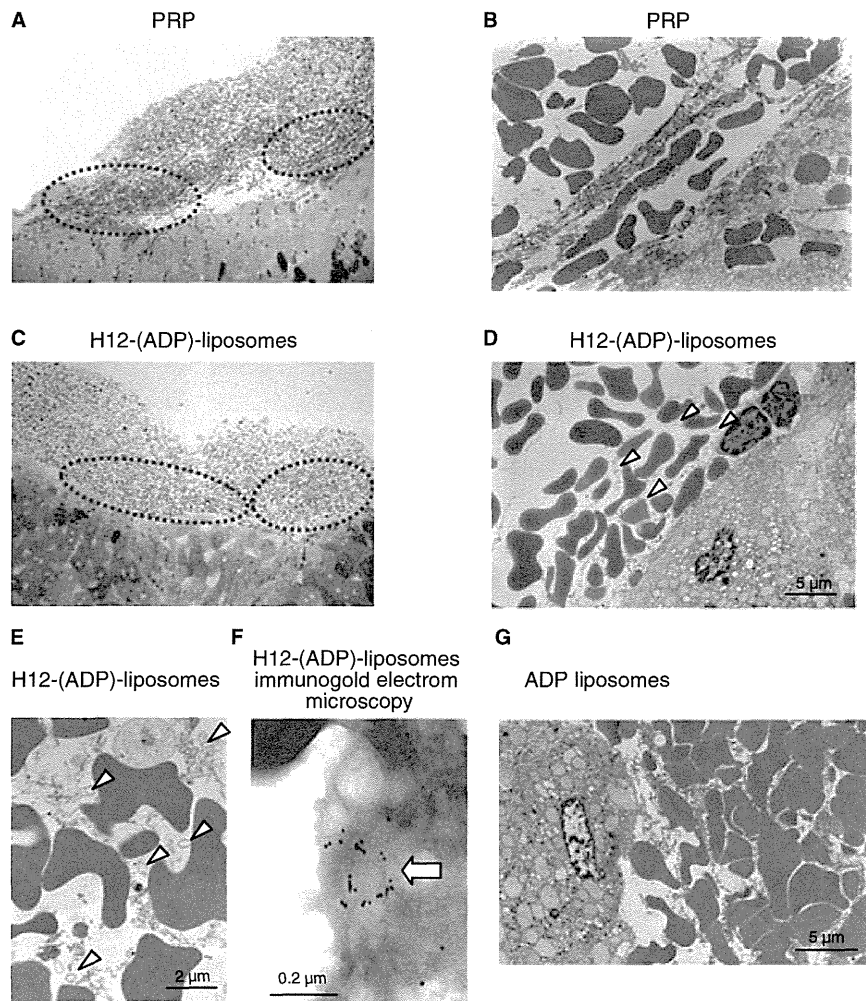 A
PRP
B
PRP
C
H12-(ADP)-liposomes
D
H12-(ADP)-liposomes
5 µm
E
H12-(ADP)-liposomes
2 µm
F
H12-(ADP)-liposomes
immunogold electrom
microscopy
0.2 µm
G
ADP liposomes
5 µm